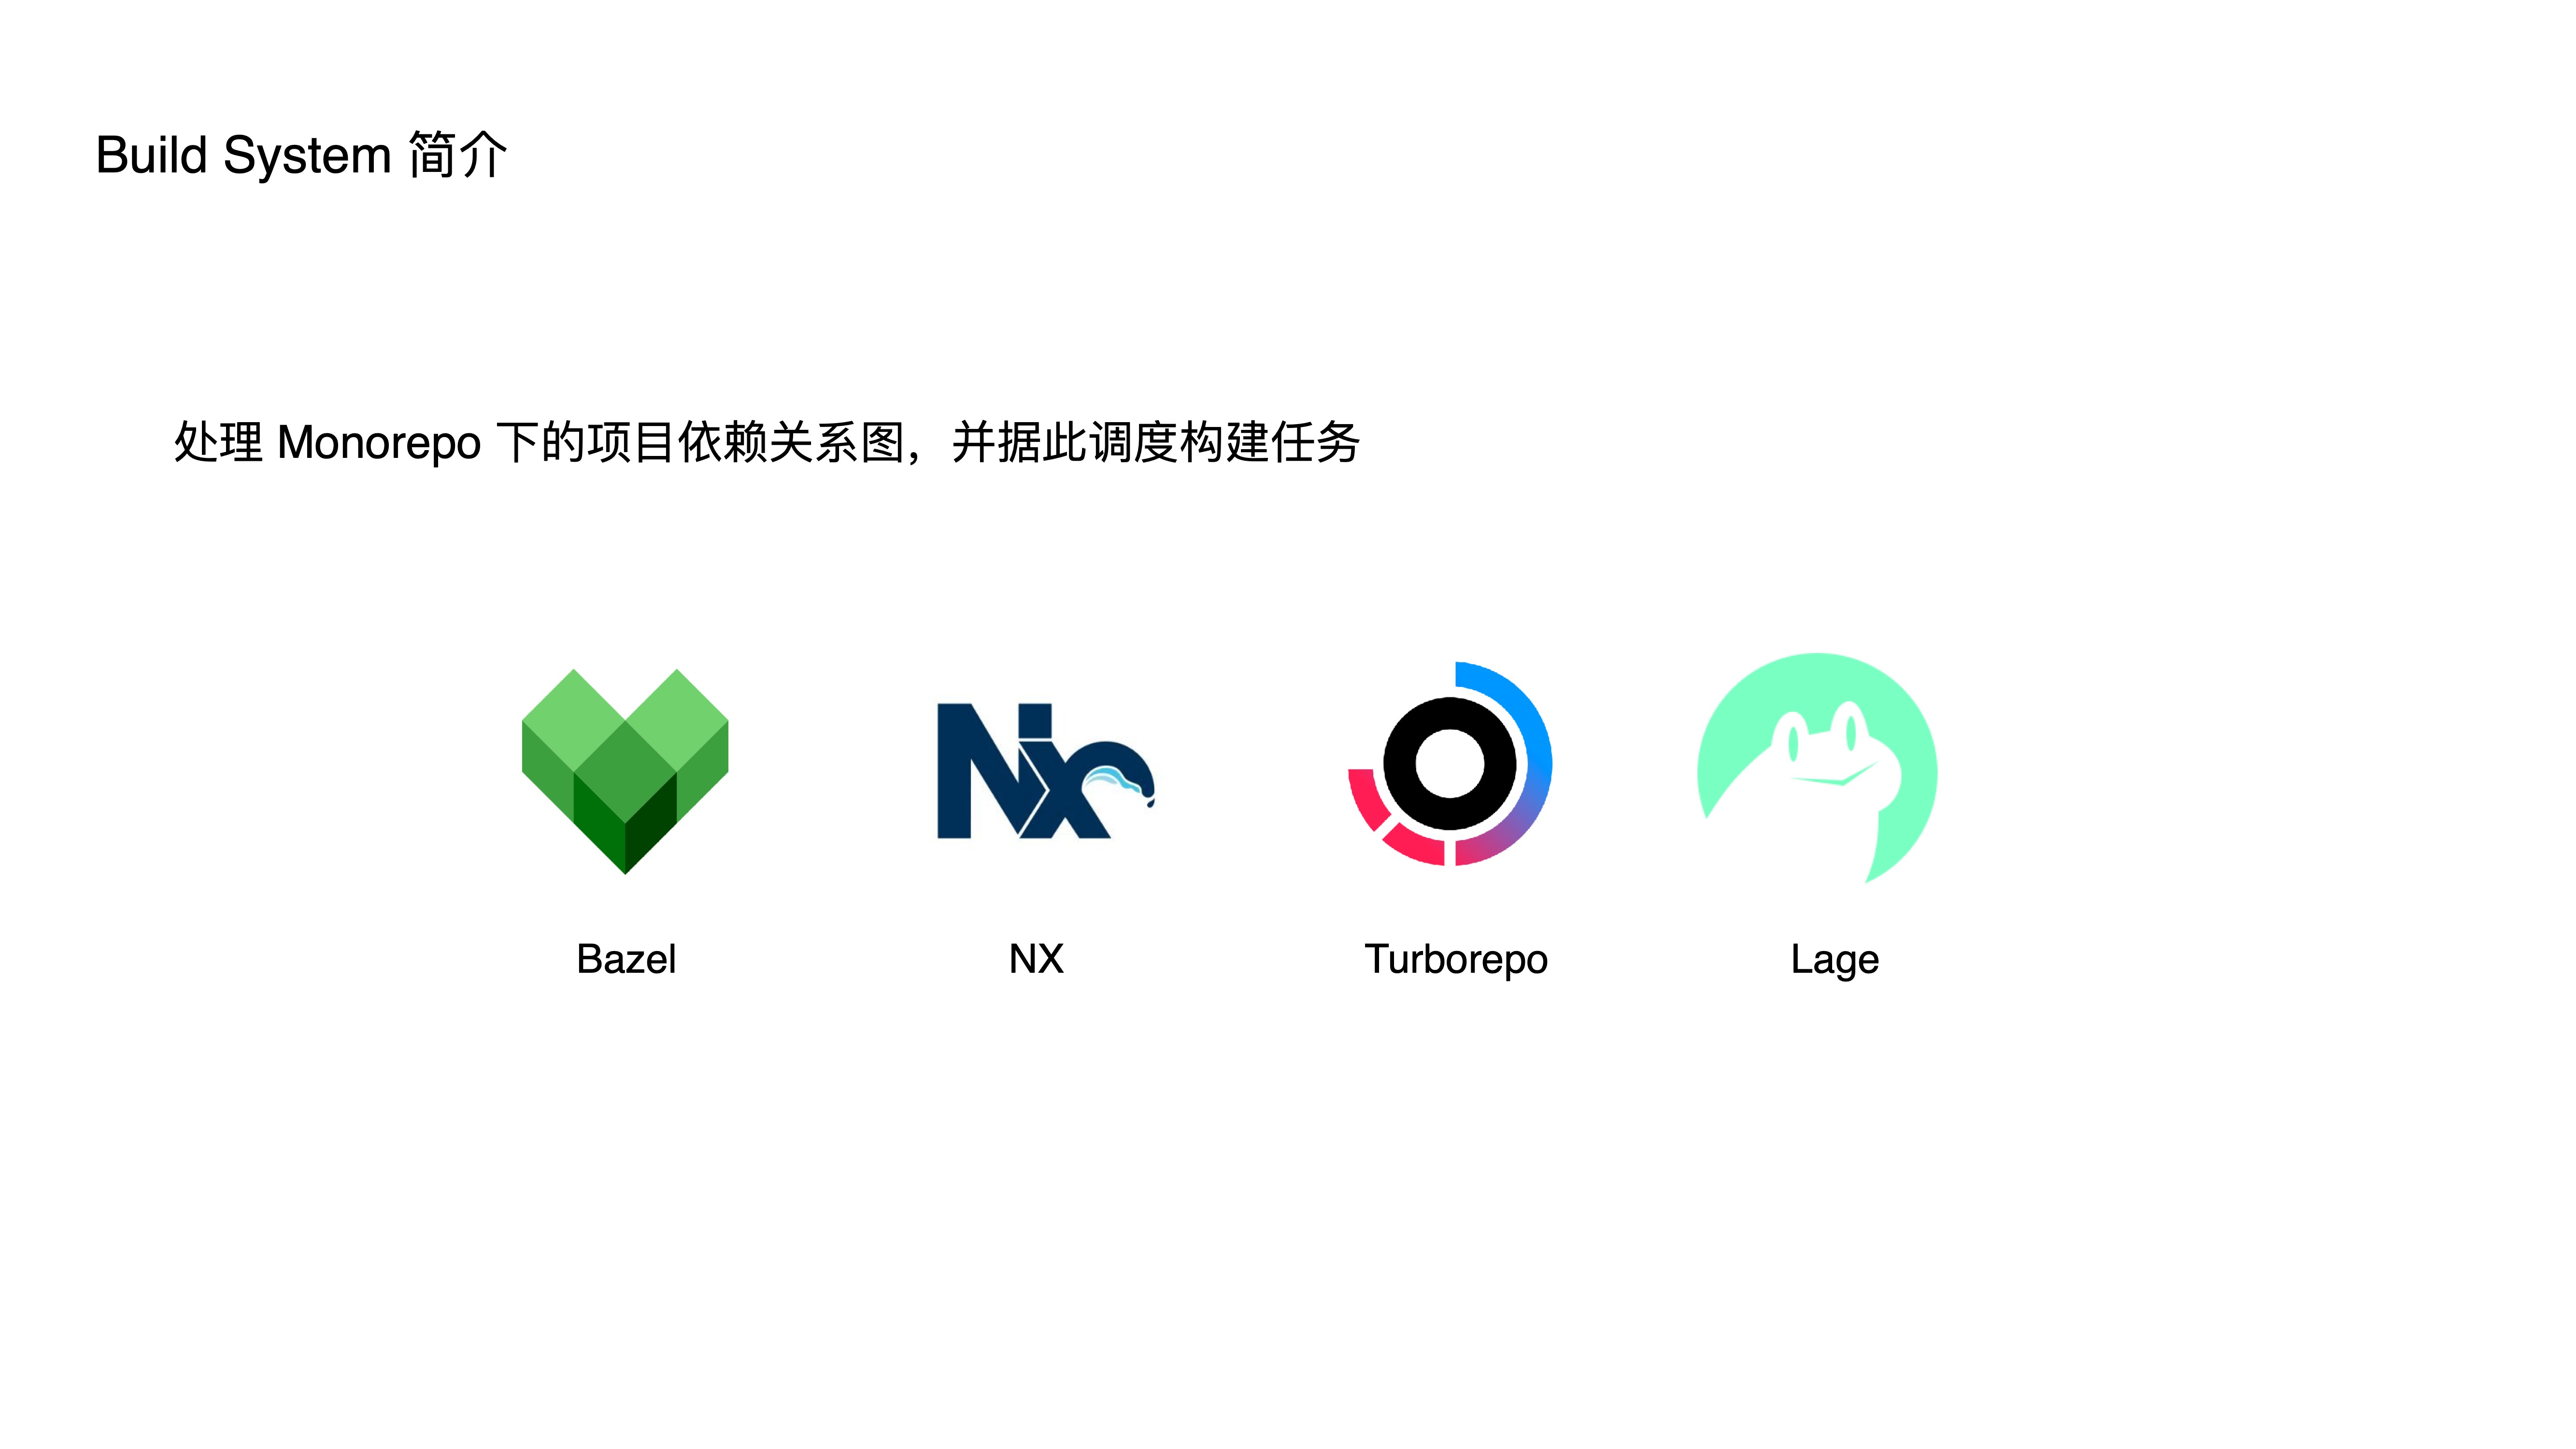 Build System 简介
处理 Monorepo 下的项目依赖关系图，并据此调度构建任务
Nx
Bazel
NX
Turborepo
Lage